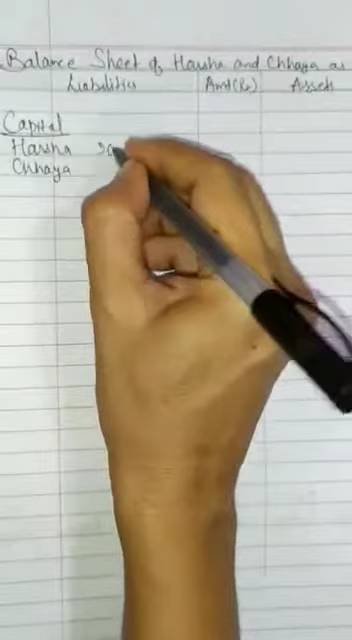 Balance Sheet of Harsha and Chhaya as
Liabilities Amt(Rs) Assets
Capital
Harsha
Chhaya